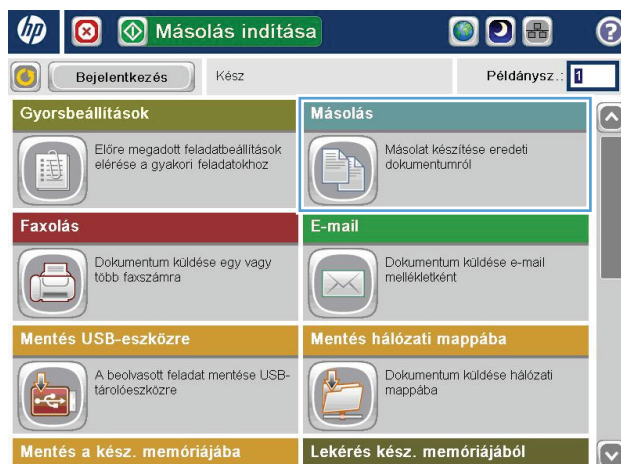 hp
Másolás indítása
?
Bejelentkezés
Kész
Példánysz.: 1
Gyorsbeállítások
Előre megadott feladatbeállítások
elérése a gyakori feladatokhoz
Másolás
Másolat készítése eredeti
dokumentumról
Faxolás
Dokumentum küldése egy vagy
több faxszámra
E-mail
Dokumentum küldése e-mail
mellékletként
Mentés USB-eszközre
A beolvasott feladat mentése USB-
tárolóeszközre
Mentés hálózati mappába
Dokumentum küldése hálózati
mappába
Mentés a kész. memóriájába
Lekérés kész. memóriájából